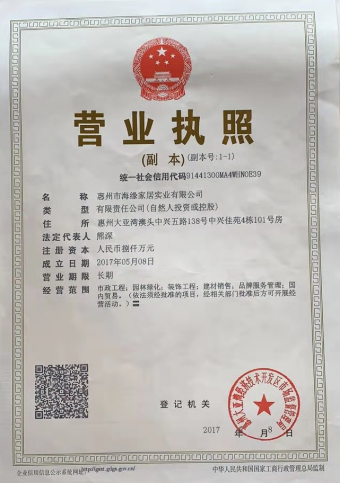 营业执照
(副 本)(副本号:1-1)
统一社会信用代码91441300MA4WHN0E39
名 称 惠州市海缘家居实业有限公司
类 型 有限责任公司(自然人投资或控股)
住 所 惠州大亚湾澳头中兴五路138号中兴佳苑4栋101号房
法定代表人 熊深
注册资本 人民币捌仟万元
成立日期 2017年05月08日
营业期限 长期
经营范围 市政工程;园林绿化;装饰工程;建材销售;品牌服务管理;国
内贸易。(依法须经批准的项目,经相关部门批准后方可开展经
营活动。)
登记机关
2017 年 月8日
企业信用信息公示系统网址:
中华人民共和国国家工商行政管理总局监制